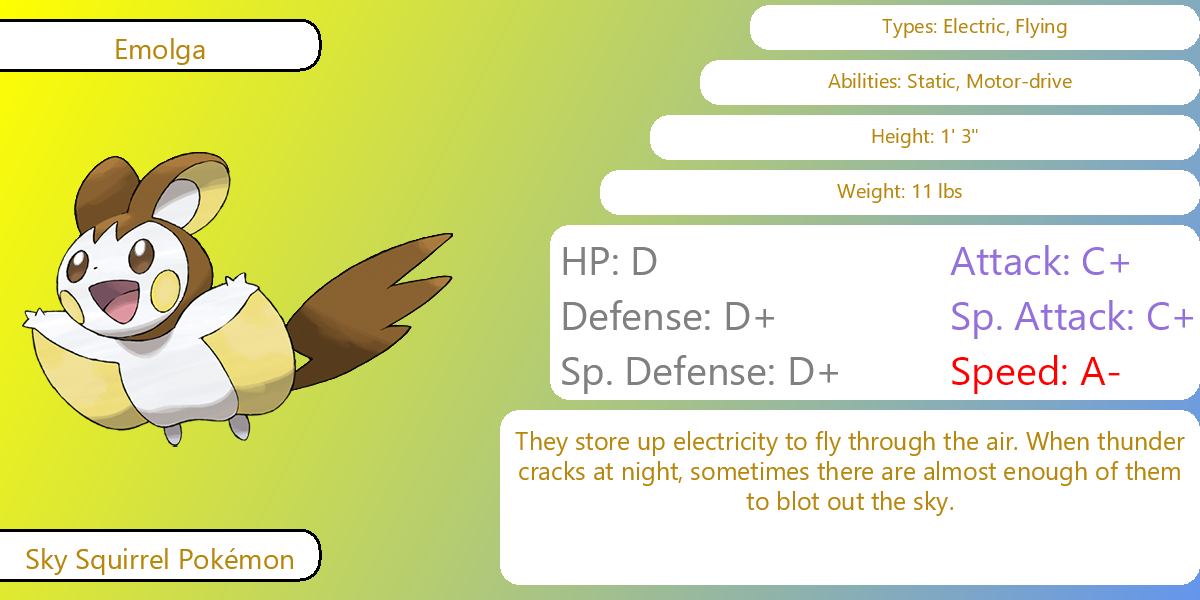 Emolga
Types: Electric, Flying
Abilities: Static, Motor-drive
Height: 1' 3"
Weight: 11 lbs
HP: D
Attack: C+
Defense: D+
Sp. Attack: C+
Sp. Defense: D+
Speed: A-
They store up electricity to fly through the air. When thunder
cracks at night, sometimes there are almost enough of them
to blot out the sky.
Sky Squirrel Pokémon